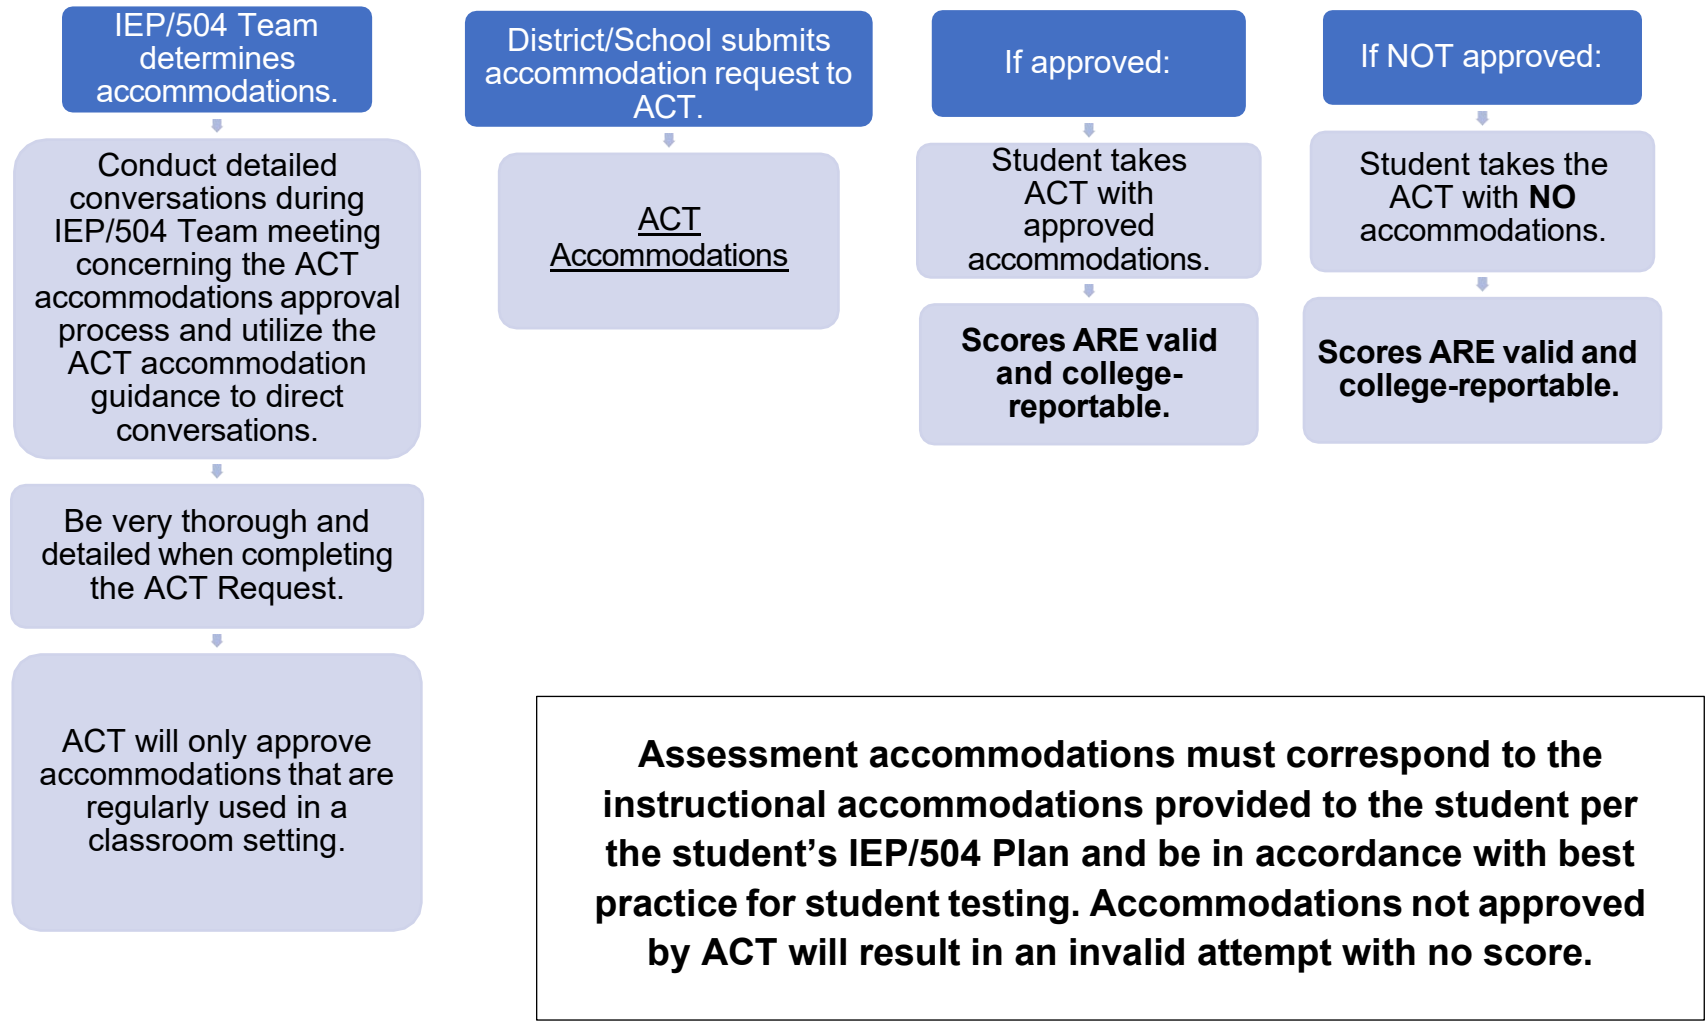 IEP/504 Team
determines
accommodations.
Conduct detailed
conversations during
IEP/504 Team meeting
concerning the ACT
accommodations approval
process and utilize the
ACT accommodation
guidance to direct
conversations.
Be very thorough and
detailed when completing
the ACT Request.
ACT will only approve
accommodations that are
regularly used in a
classroom setting.
District/School submits
accommodation request to
ACT.
ACT
Accommodations
If approved:
Student takes
ACT with
approved
accommodations.
Scores ARE valid
and college-
reportable.
If NOT approved:
Student takes the
ACT with NO
accommodations.
Scores ARE valid and
college-reportable.
Assessment accommodations must correspond to the
instructional accommodations provided to the student per
the student’s IEP/504 Plan and be in accordance with best
practice for student testing. Accommodations not approved
by ACT will result in an invalid attempt with no score.